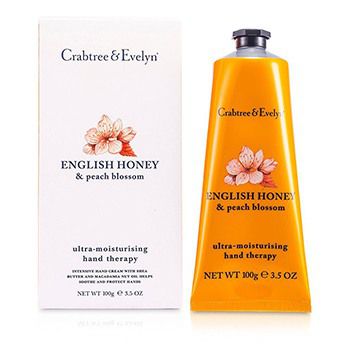 Crabtree & Evelyn®
ENGLISH HONEY
& peach blossom
ultra-moisturising
hand therapy
INTENSIVE HAND CREAM WITH SHEA
BUTTER AND MACADAMIA NUT OIL HELPS
SOOTHE AND PROTECT HANDS
NET WT 100g ℮ 3.5 OZ
Crabtree & Evelyn®
ENGLISH HONEY
& peach blossom
ultra-moisturising
hand therapy
NET WT 100g ℮ 3.5 OZ